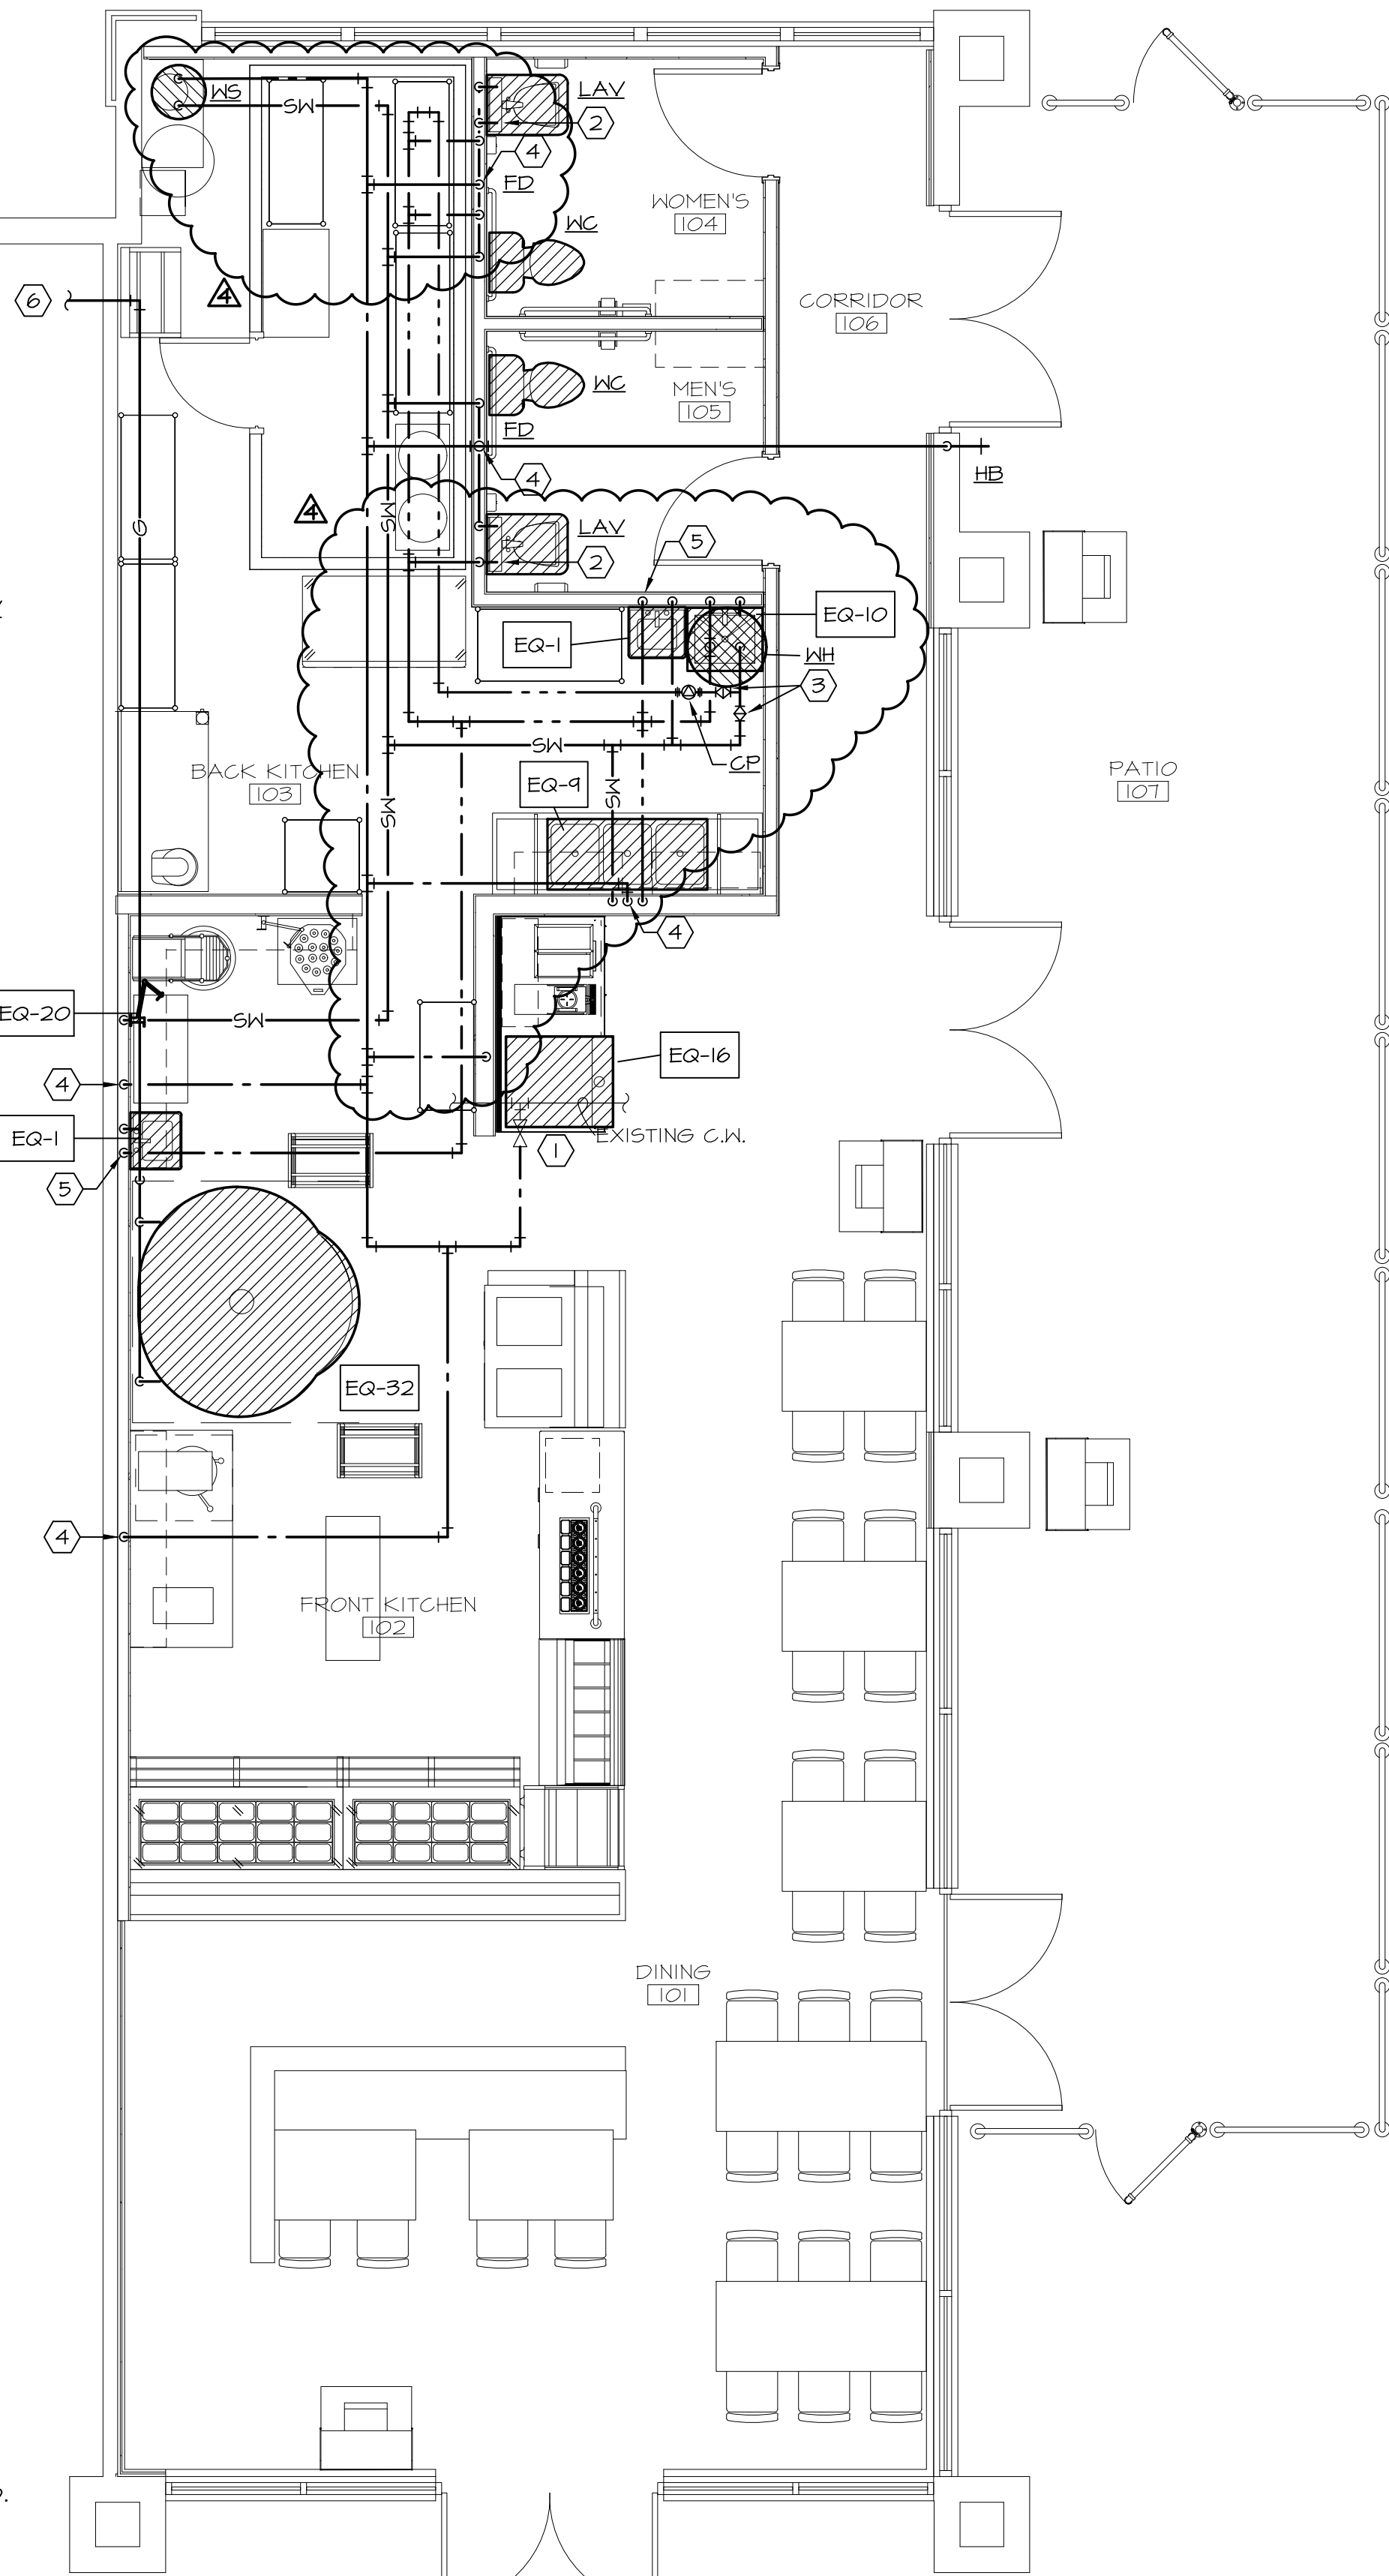 WS
SW
LAV
2
4
FD
WC
WOMEN'S
104
4
6
CORRIDOR
106
WC
MEN'S
105
FD
4
HB
4
SW
G
LAV
2
5
EQ-1
EQ-10
WH
3
SW
CP
BACK KITCHEN
103
EQ-9
SW
SW
PATIO
107
4
EQ-20
SW
EQ-16
4
EQ-1
EXISTING C.W.
1
5
EQ-32
4
FRONT KITCHEN
102
DINING
101